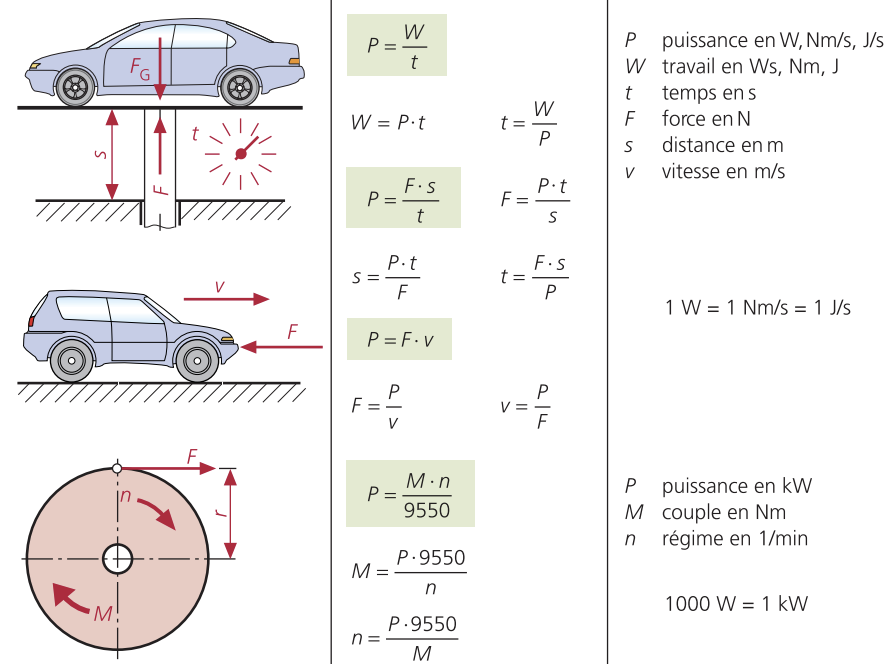 F_G
s
F
t
P = W/t
W = P·t
t = W/P
P = F·s/t
F = P·t/s
s = P·t/F
t = F·s/P
P puissance en W, Nm/s, J/s
W travail en Ws, Nm, J
t temps en s
F force en N
s distance en m
v vitesse en m/s
v
F
P = F·v
F = P/v
v = P/F
1 W = 1 Nm/s = 1 J/s
F
n
r
M
P = M·n/9550
M = P·9550/n
n = P·9550/M
P puissance en kW
M couple en Nm
n régime en 1/min
1000 W = 1 kW